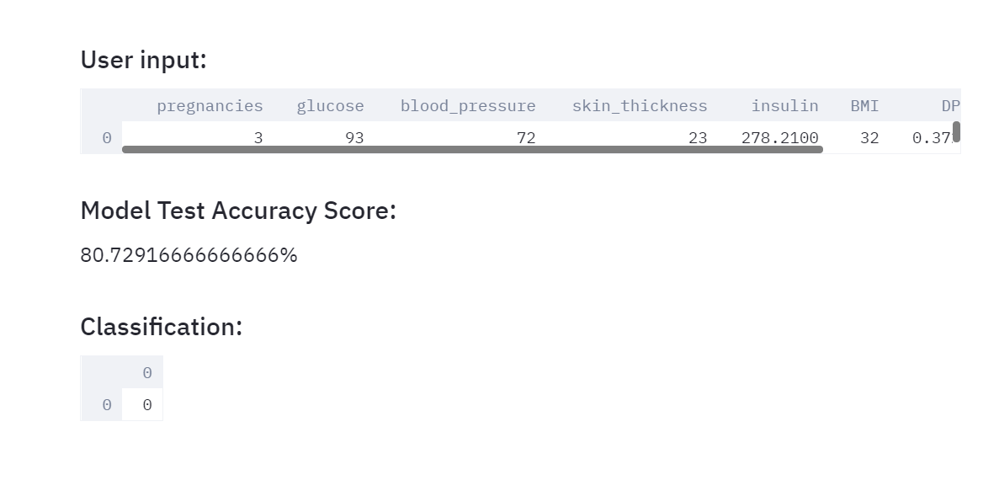 User input:
pregnancies glucose blood_pressure skin_thickness insulin BMI DP
0 3 93 72 23 278.2100 32 0.37
Model Test Accuracy Score:
80.72916666666666%
Classification:
0
0 0